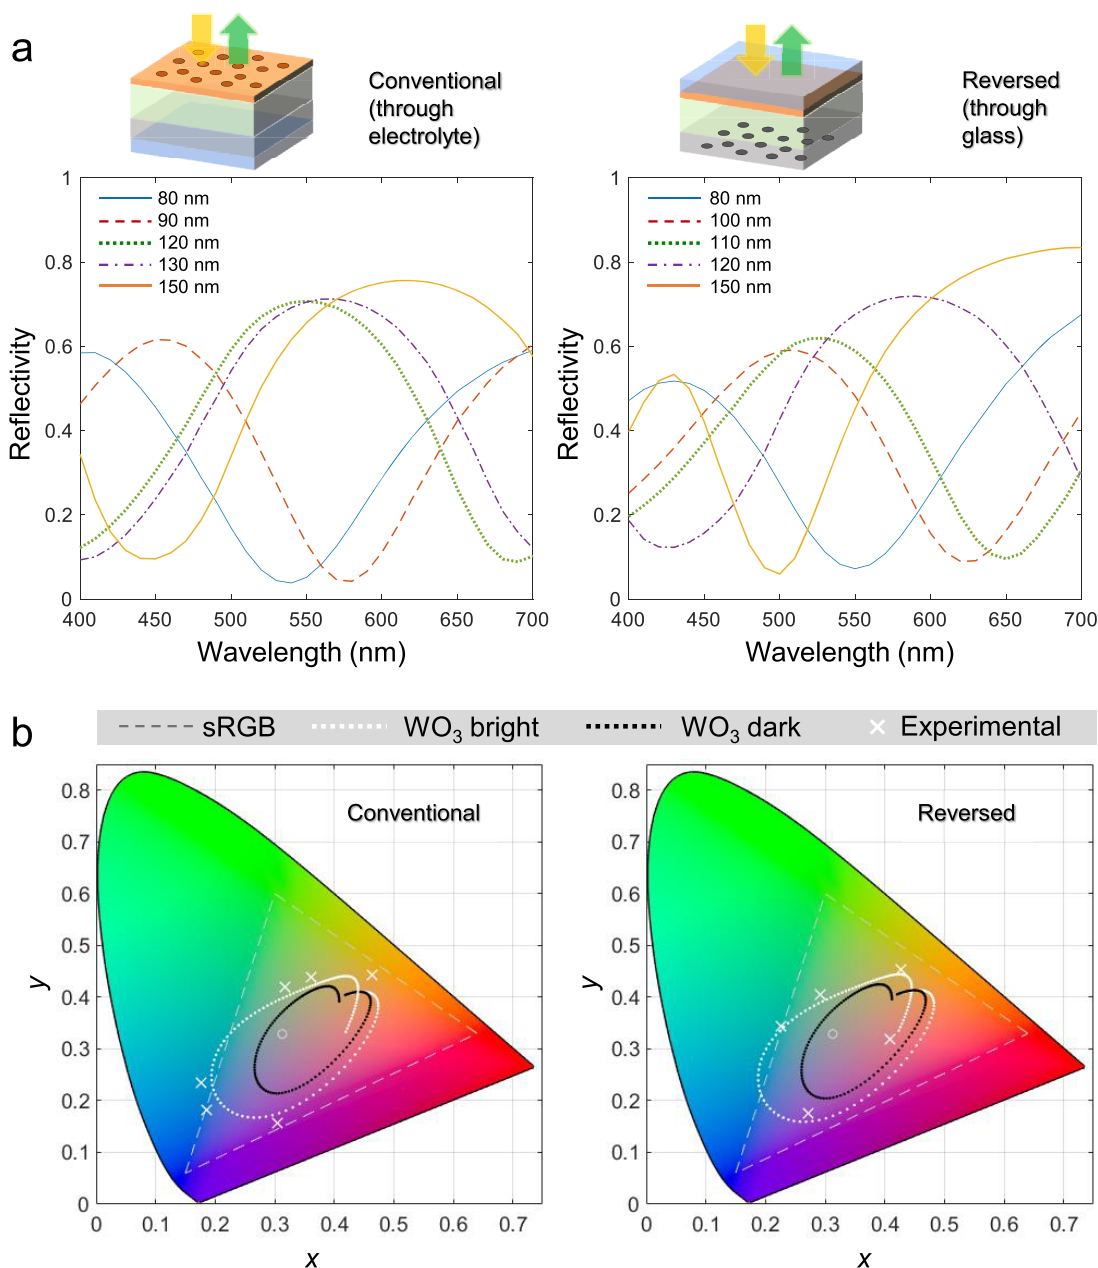 a
Conventional
(through
electrolyte)
Reversed
(through
glass)
1
0.8
0.6
0.4
0.2
0
80 nm
90 nm
120 nm
130 nm
150 nm
400 450 500 550 600 650 700
Reflectivity
Wavelength (nm)
1
0.8
0.6
0.4
0.2
0
80 nm
100 nm
110 nm
120 nm
150 nm
400 450 500 550 600 650 700
Reflectivity
Wavelength (nm)
b
sRGB WO3 bright WO3 dark Experimental
Conventional
0.8
0.7
0.6
0.5
0.4
0.3
0.2
0.1
0
0 0.1 0.2 0.3 0.4 0.5 0.6 0.7
y
x
Reversed
0.8
0.7
0.6
0.5
0.4
0.3
0.2
0.1
0
0 0.1 0.2 0.3 0.4 0.5 0.6 0.7
y
x